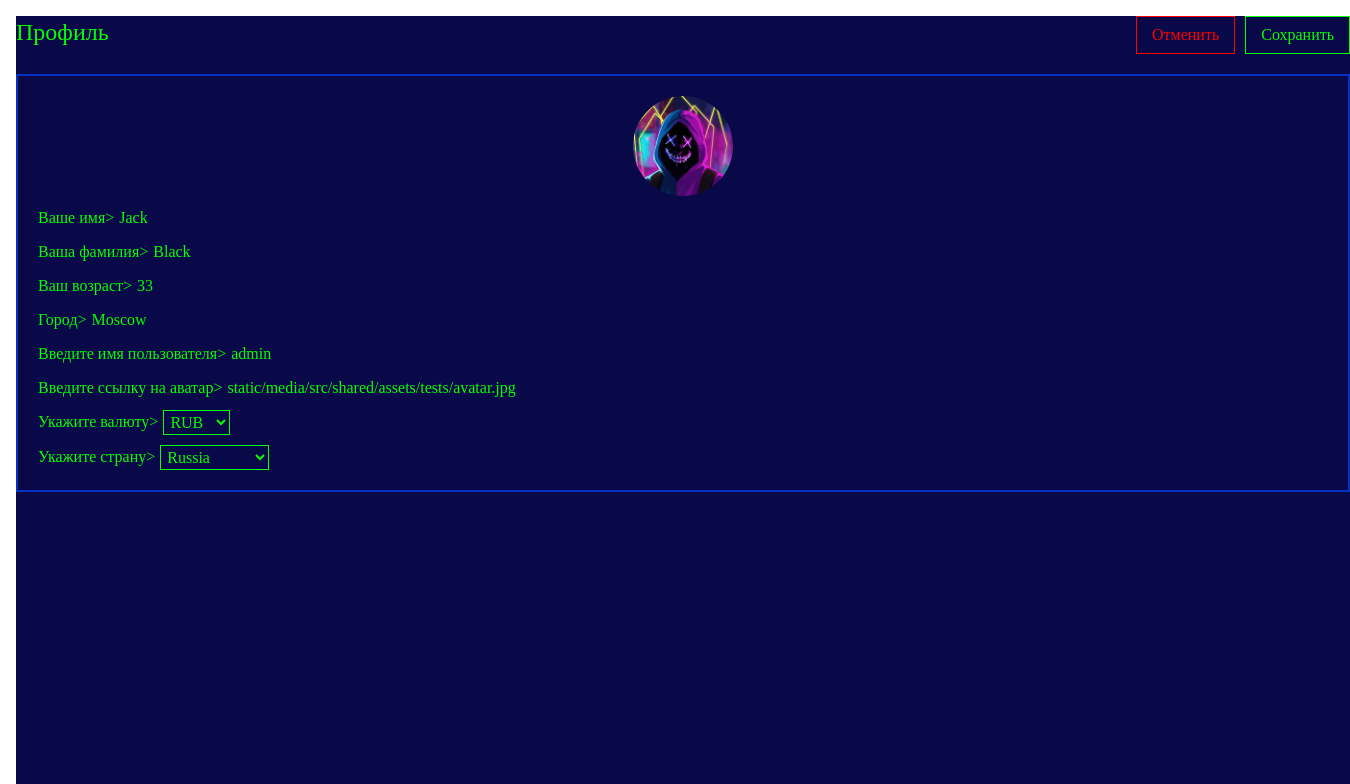 Профиль
Отменить
Сохранить
Ваше имя> Jack
Ваша фамилия> Black
Ваш возраст> 33
Город> Moscow
Введите имя пользователя> admin
Введите ссылку на аватар> static/media/src/shared/assets/tests/avatar.jpg
Укажите валюту> RUB
Укажите страну> Russia